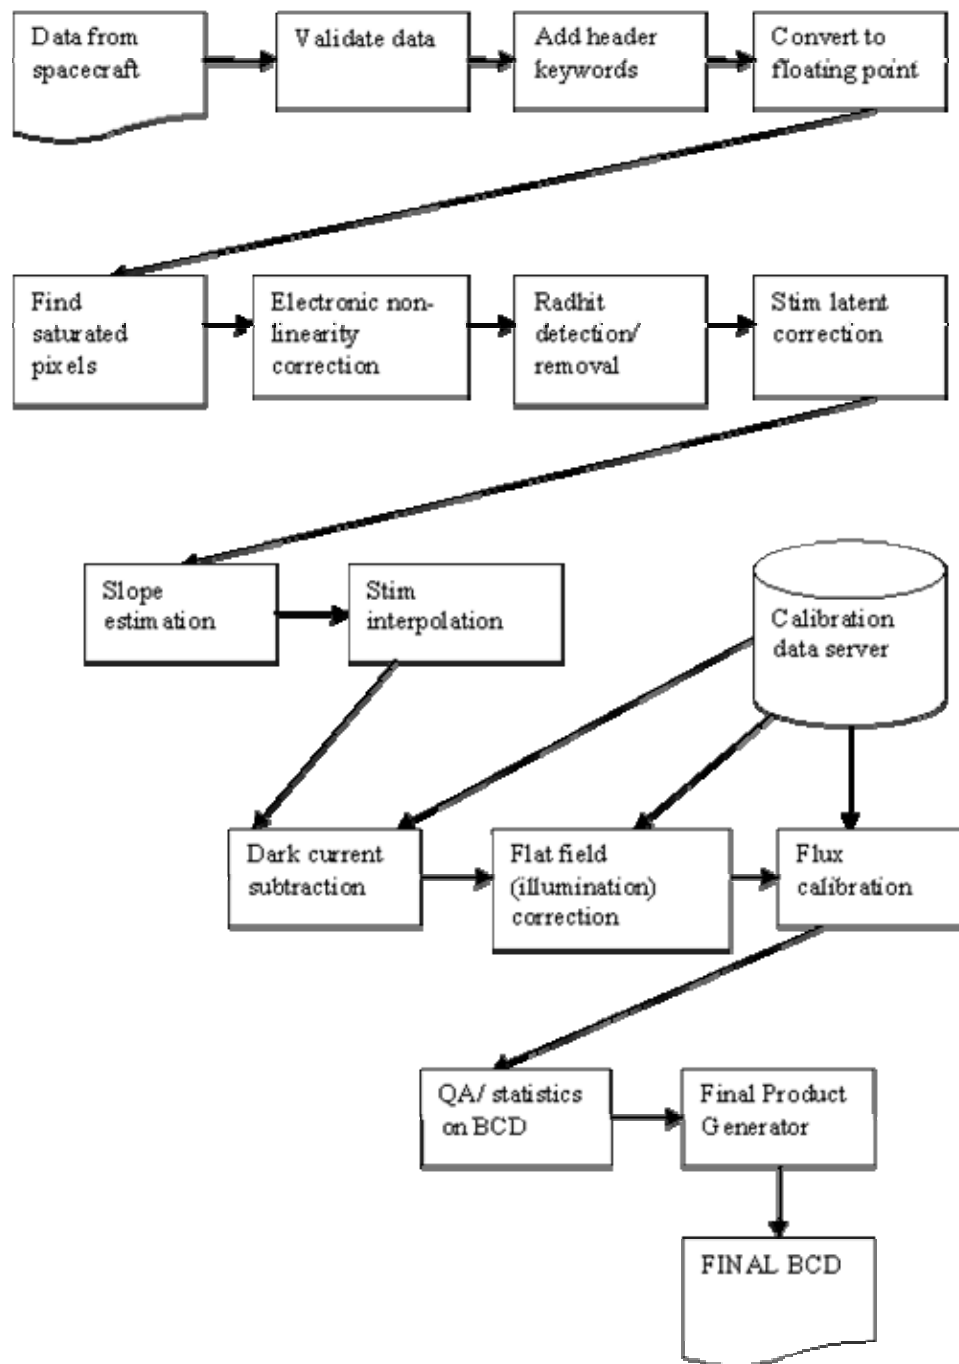 Data from
spacecraft
Validate data
Add header
keywords
Convert to
floating point
Find
saturated
pixels
Electronic non-
linearity
correction
Radhit
detection/
removal
Stim latent
correction
Slope
estimation
Stim
interpolation
Calibration
data server
Dark current
subtraction
Flat field
(illumination)
correction
Flux
calibration
QA/ statistics
on BCD
Final Product
Generator
FINAL BCD